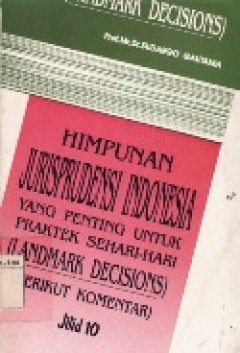 (LANDMARK DECISIONS)
Prof.Mr.Dr.SUDARGO GAUTAMA
HIMPUNAN
JURISPRUDENSI INDONESIA
YANG PENTING UNTUK
PRAKTEK SEHARI-HARI
(LANDMARK DECISIONS)
BERIKUT KOMENTAR)
Jilid 10